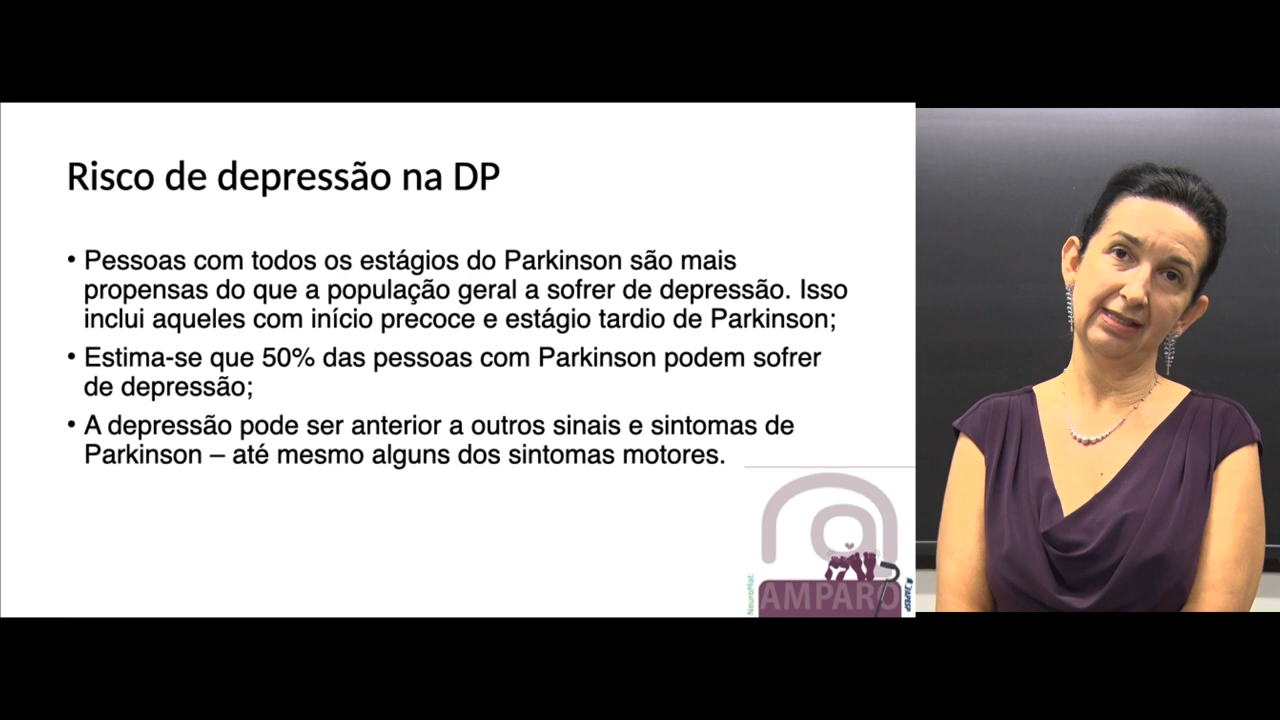 Risco de depressão na DP
• Pessoas com todos os estágios do Parkinson são mais
propensas do que a população geral a sofrer de depressão. Isso
inclui aqueles com início precoce e estágio tardio de Parkinson;
• Estima-se que 50% das pessoas com Parkinson podem sofrer
de depressão;
• A depressão pode ser anterior a outros sinais e sintomas de
Parkinson – até mesmo alguns dos sintomas motores.
AMPARO
NeuroMat
FAPESP